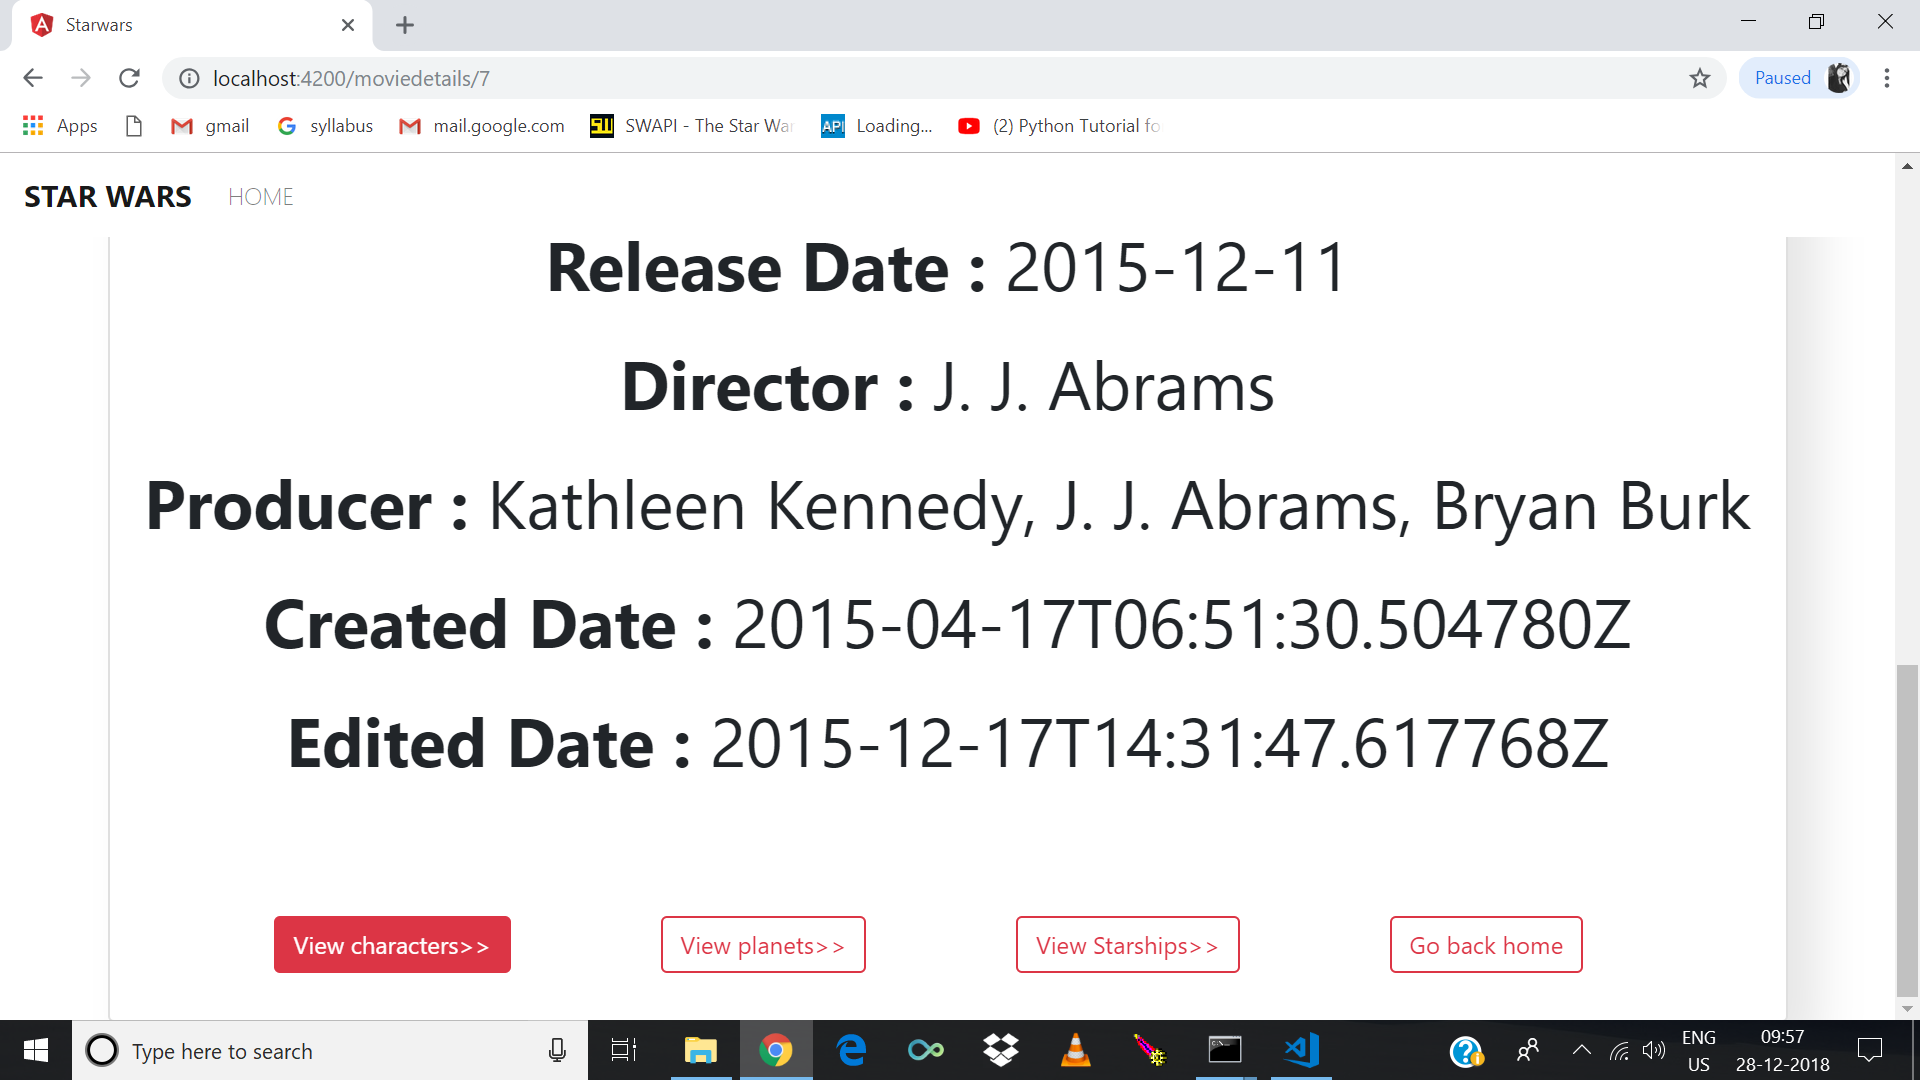 Starwars
localhost:4200/moviedetails/7
Paused
Apps
gmail
syllabus
mail.google.com
SWAPI - The Star War
API
Loading...
(2) Python Tutorial fo
STAR WARS
HOME
Release Date : 2015-12-11
Director : J. J. Abrams
Producer : Kathleen Kennedy, J. J. Abrams, Bryan Burk
Created Date : 2015-04-17T06:51:30.504780Z
Edited Date : 2015-12-17T14:31:47.617768Z
View characters>>
View planets>>
View Starships>>
Go back home
Type here to search
ENG
US
09:57
28-12-2018